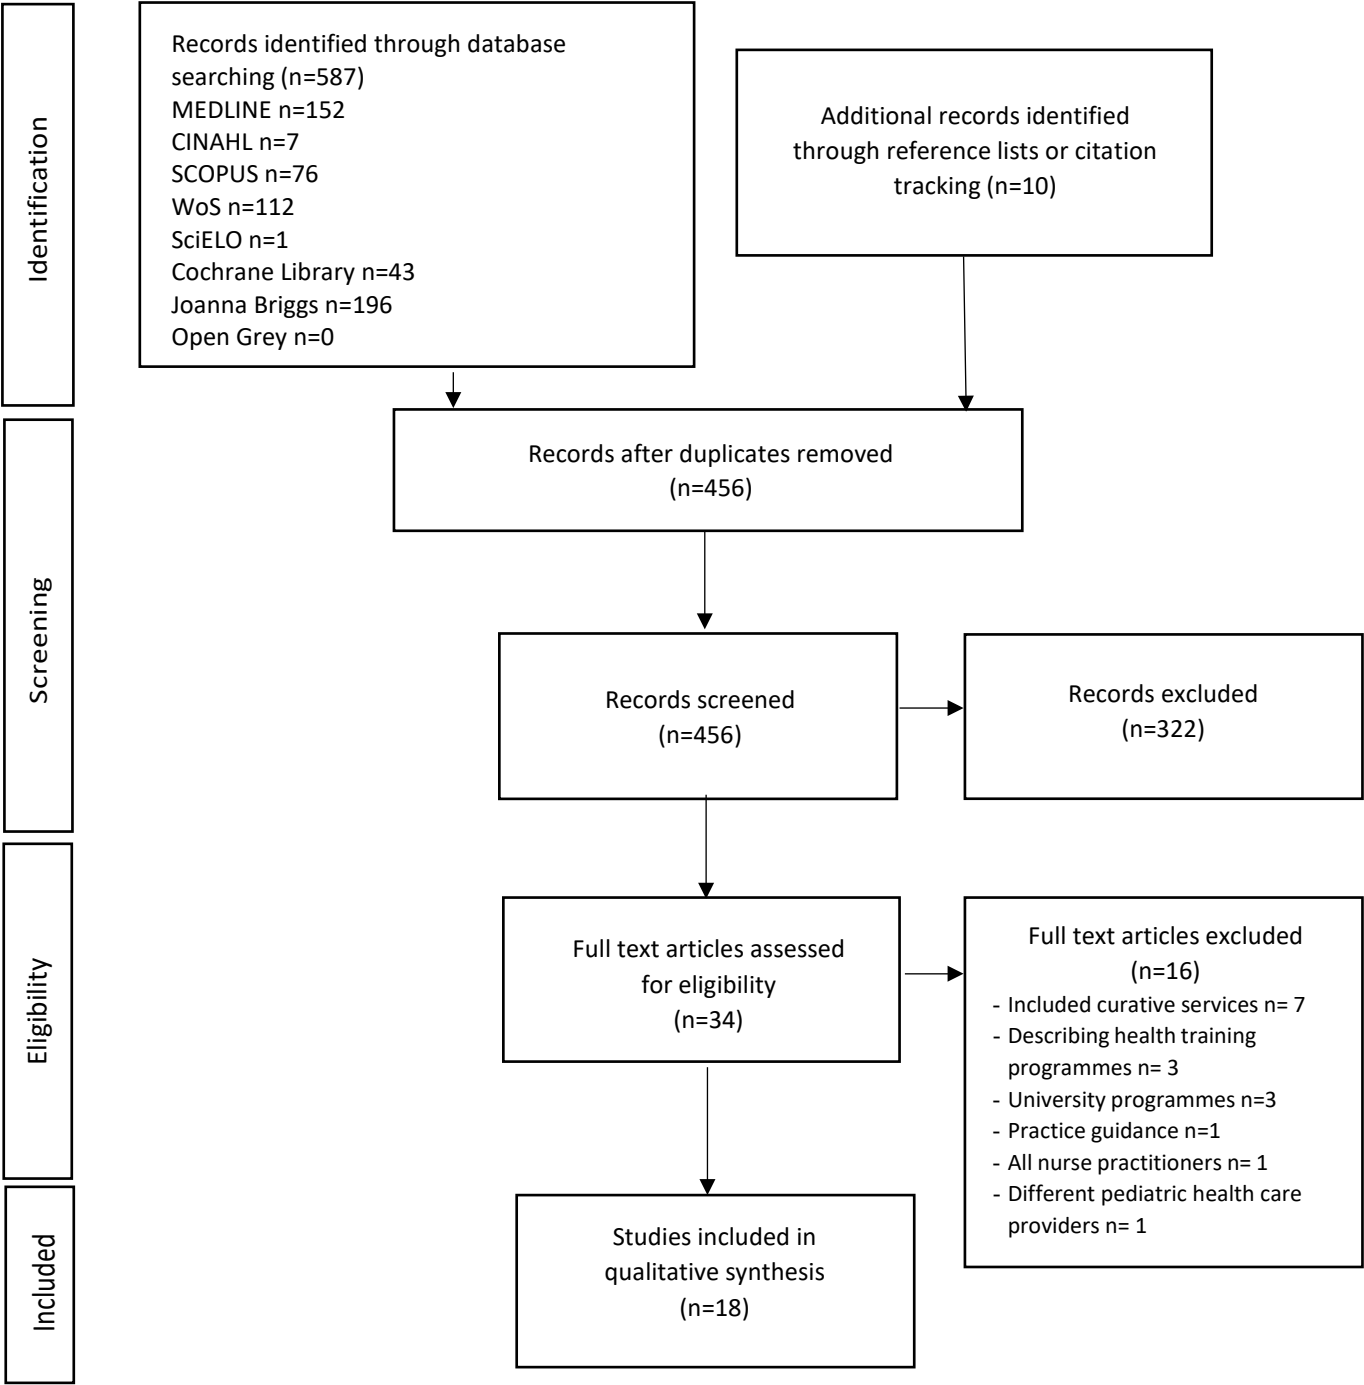 Identification
Records identified through database
searching (n=587)
MEDLINE n=152
CINAHL n=7
SCOPUS n=76
WoS n=112
SciELO n=1
Cochrane Library n=43
Joanna Briggs n=196
Open Grey n=0
Additional records identified
through reference lists or citation
tracking (n=10)
Screening
Records after duplicates removed
(n=456)
Records screened
(n=456)
Records excluded
(n=322)
Eligibility
Full text articles assessed
for eligibility
(n=34)
Full text articles excluded
(n=16)
- Included curative services n= 7
- Describing health training
programmes n= 3
- University programmes n=3
- Practice guidance n=1
- All nurse practitioners n= 1
- Different pediatric health care
providers n= 1
Included
Studies included in
qualitative synthesis
(n=18)